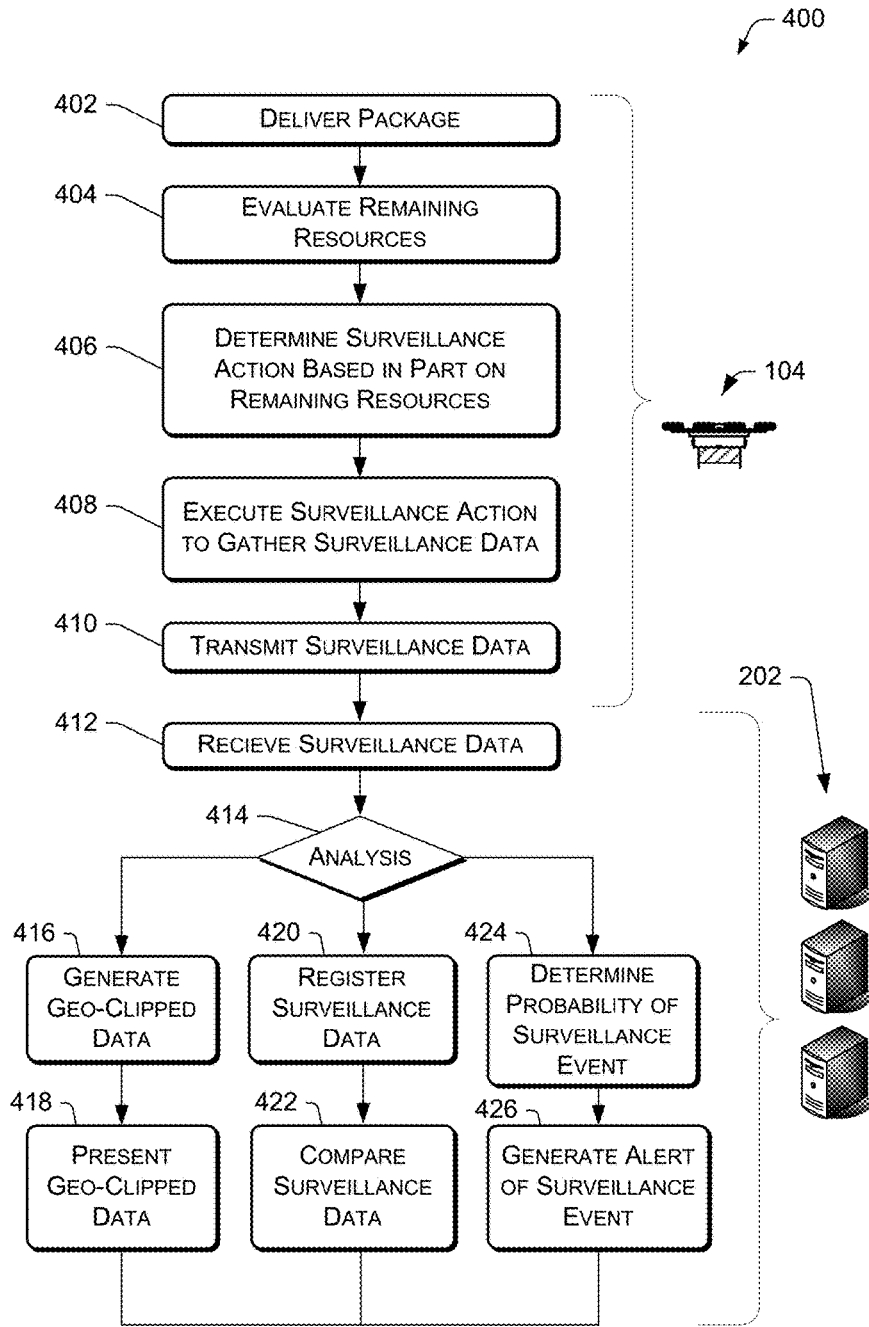 400
402
DELIVER PACKAGE
404
EVALUATE REMAINING
RESOURCES
406
DETERMINE SURVEILLANCE
ACTION BASED IN PART ON
REMAINING RESOURCES
104
408
EXECUTE SURVEILLANCE ACTION
TO GATHER SURVEILLANCE DATA
410
TRANSMIT SURVEILLANCE DATA
202
412
RECIEVE SURVEILLANCE DATA
414
ANALYSIS
416
GENERATE
GEO-CLIPPED
DATA
420
REGISTER
SURVEILLANCE
DATA
424
DETERMINE
PROBABILITY OF
SURVEILLANCE
EVENT
418
PRESENT
GEO-CLIPPED
DATA
422
COMPARE
SURVEILLANCE
DATA
426
GENERATE ALERT
OF SURVEILLANCE
EVENT